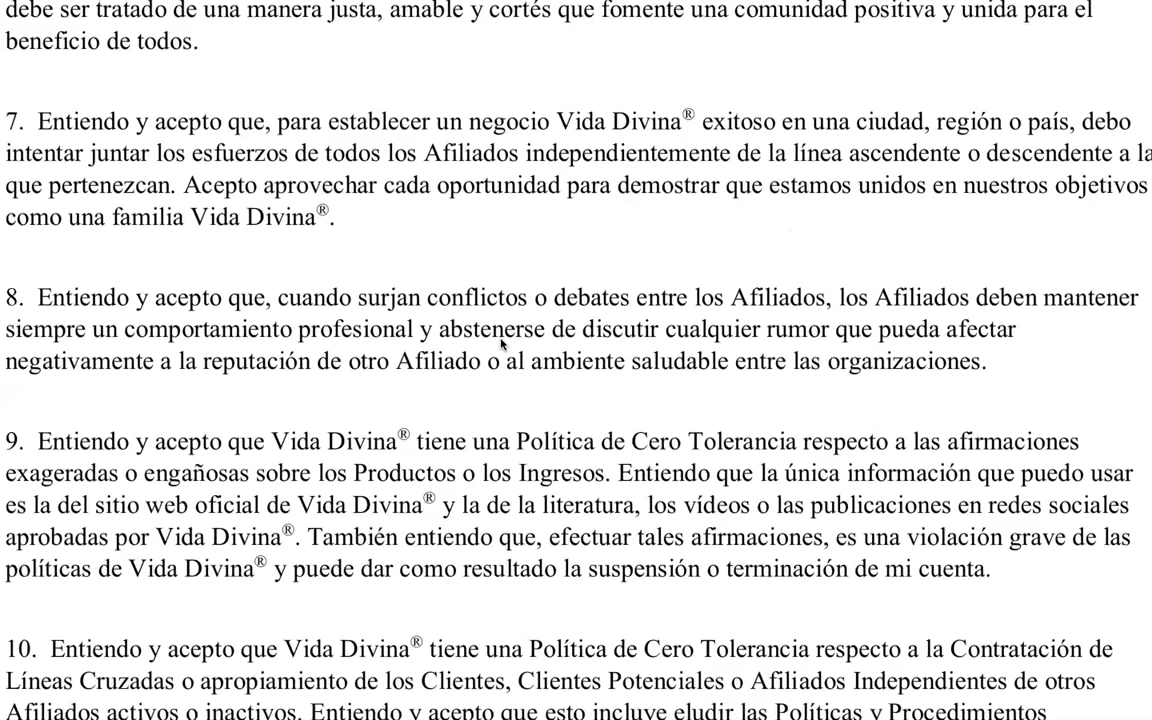 debe ser tratado de una manera justa, amable y cortés que fomente una comunidad positiva y unida para el
beneficio de todos.
7. Entiendo y acepto que, para establecer un negocio Vida Divina® exitoso en una ciudad, región o país, debo
intentar juntar los esfuerzos de todos los Afiliados independientemente de la línea ascendente o descendente a la
que pertenezcan. Acepto aprovechar cada oportunidad para demostrar que estamos unidos en nuestros objetivos
como una familia Vida Divina®.
8. Entiendo y acepto que, cuando surjan conflictos o debates entre los Afiliados, los Afiliados deben mantener
siempre un comportamiento profesional y abstenerse de discutir cualquier rumor que pueda afectar
negativamente a la reputación de otro Afiliado o al ambiente saludable entre las organizaciones.
9. Entiendo y acepto que Vida Divina® tiene una Política de Cero Tolerancia respecto a las afirmaciones
exageradas o engañosas sobre los Productos o los Ingresos. Entiendo que la única información que puedo usar
es la del sitio web oficial de Vida Divina® y la de la literatura, los vídeos o las publicaciones en redes sociales
aprobadas por Vida Divina®. También entiendo que, efectuar tales afirmaciones, es una violación grave de las
políticas de Vida Divina® y puede dar como resultado la suspensión o terminación de mi cuenta.
10. Entiendo y acepto que Vida Divina® tiene una Política de Cero Tolerancia respecto a la Contratación de
Líneas Cruzadas o apropiamiento de los Clientes, Clientes Potenciales o Afiliados Independientes de otros
Afiliados activos o inactivos. Entiendo y acepto que esto incluye eludir las Políticas y Procedimientos